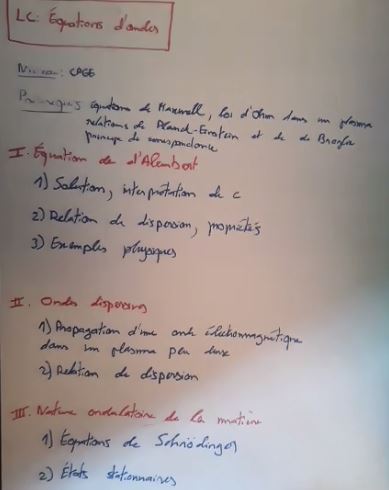 LC: Équations d'ondes
Niveau: CPGE
Prérequis équations de Maxwell, loi d'Ohm dans un plasma
relations de Planck-Einstein et de de Broglie
principe de correspondance
I. Équation de d'Alembert
1) Solution, interprétation de c
2) Relation de dispersion, propriétés
3) Exemples physiques
II. Ondes dispersives
1) Propagation d'une onde électromagnétique
dans un plasma peu dense
2) Relation de dispersion
III. Nature ondulatoire de la matière
1) Équations de Schrödinger
2) États stationnaires